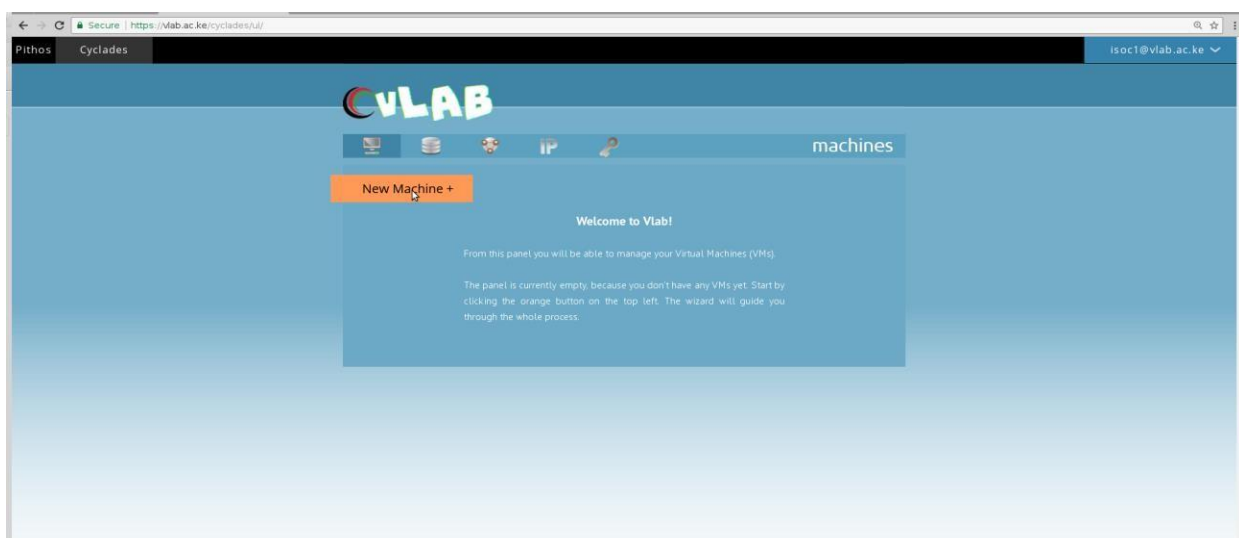 Secure | https://vlab.ac.ke/cyclades/ui/
Pithos Cyclades isoc1@vlab.ac.ke
CVLAB
IP machines
New Machine +
Welcome to Vlab!
From this panel you will be able to manage your Virtual Machines (VMs).
The panel is currently empty, because you don't have any VMs yet. Start by
clicking the orange button on the top left. The wizard will guide you
through the whole process.